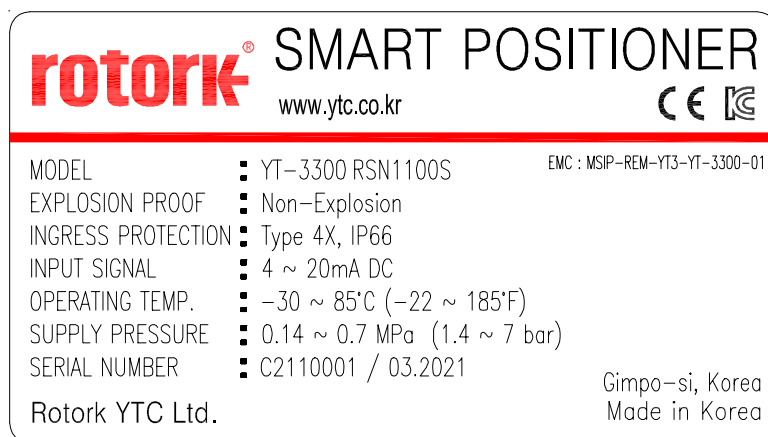 rotork® SMART POSITIONER
www.ytc.co.kr CE KC
MODEL : YT-3300 RSN1100S
EMC : MSIP-REM-YT3-YT-3300-01
EXPLOSION PROOF : Non-Explosion
INGRESS PROTECTION : Type 4X, IP66
INPUT SIGNAL : 4 ~ 20mA DC
OPERATING TEMP. : -30 ~ 85°C (-22 ~ 185°F)
SUPPLY PRESSURE : 0.14 ~ 0.7 MPa (1.4 ~ 7 bar)
SERIAL NUMBER : C2110001 / 03.2021
Gimpo-si, Korea
Rotork YTC Ltd. Made in Korea